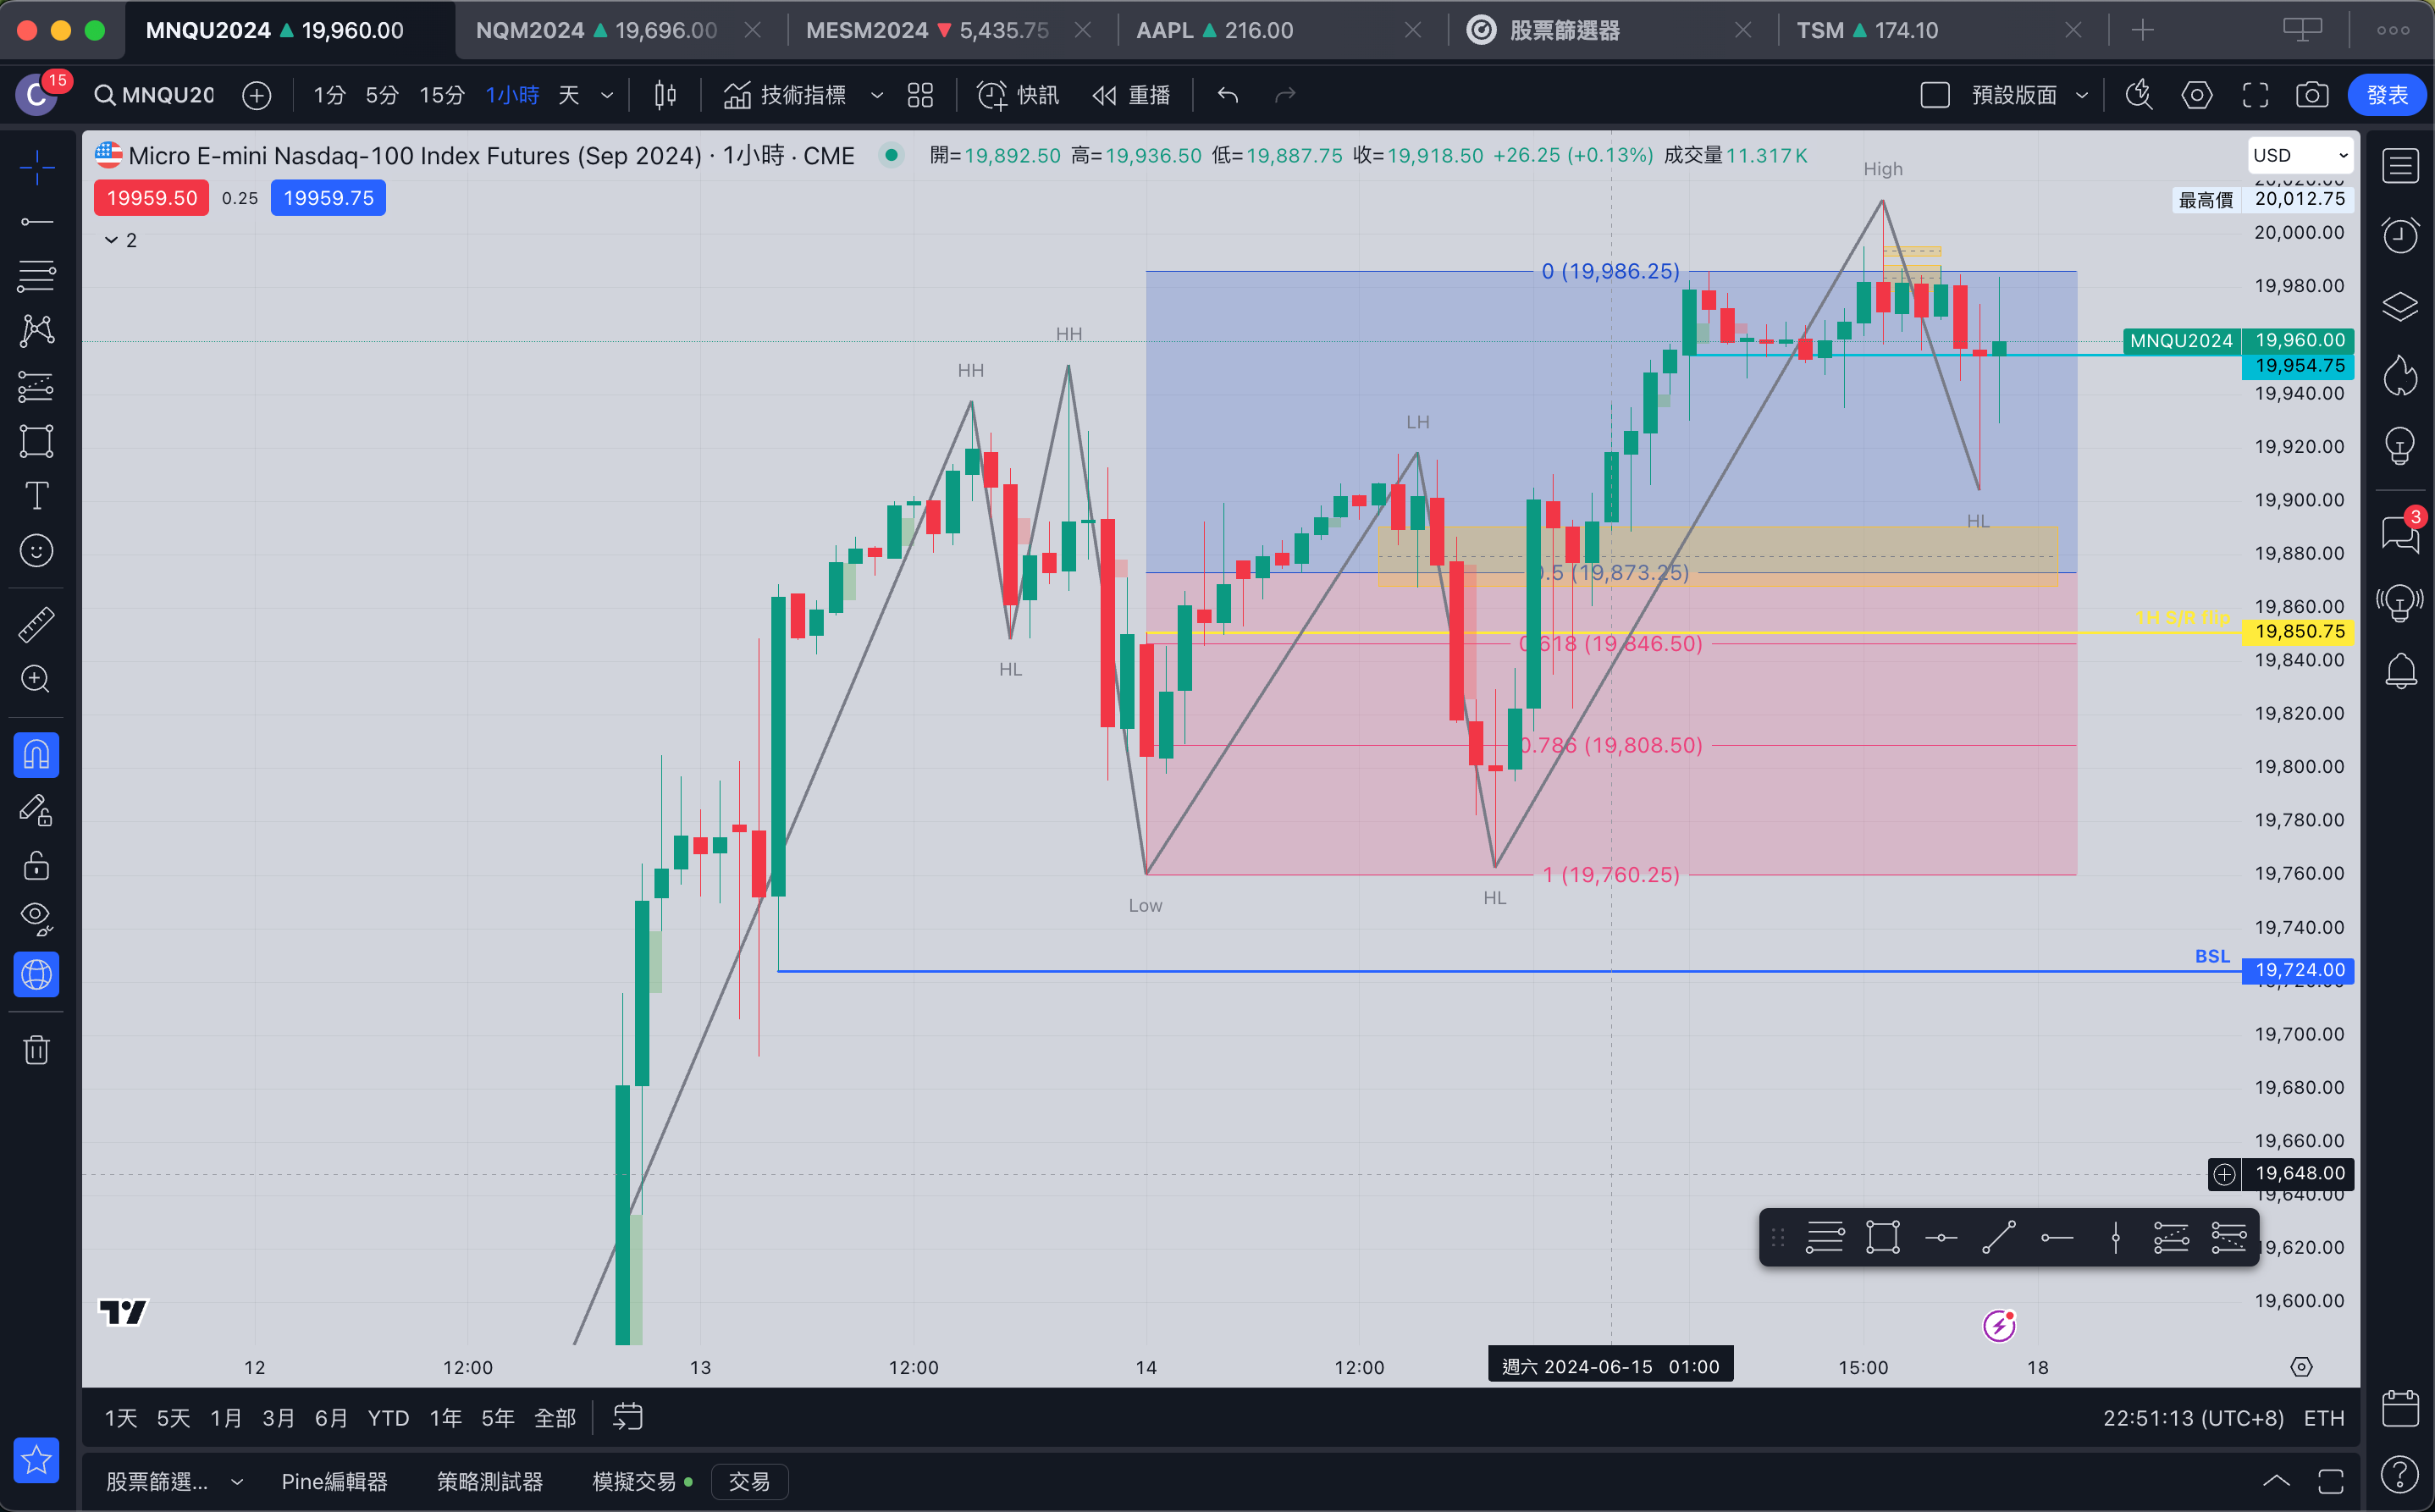 MNQU2024 ▲ 19,960.00
NQM2024 ▲ 19,696.00
MESM2024 ▼ 5,435.75
AAPL ▲ 216.00
股票篩選器
TSM ▲ 174.10
C 15
MNQU20
1分 5分 15分 1小時 天
技術指標
快訊
重播
預設版面
發表
Micro E-mini Nasdaq-100 Index Futures (Sep 2024) · 1小時 · CME
開=19,892.50 高=19,936.50 低=19,887.75 收=19,918.50 +26.25 (+0.13%) 成交量11.317K
USD
19959.50 0.25 19959.75
2
High
HH
HH
LH
HL
HL
Low
HL
0 (19,986.25)
0.5 (19,873.25)
0.618 (19,846.50)
0.786 (19,808.50)
1 (19,760.25)
1H S/R flip
BSL
最高價 20,012.75
20,000.00
19,980.00
MNQU2024 19,960.00
19,954.75
19,940.00
19,920.00
19,900.00
19,880.00
19,860.00
19,850.75
19,840.00
19,820.00
19,800.00
19,780.00
19,760.00
19,740.00
19,724.00
19,700.00
19,680.00
19,660.00
19,648.00
19,640.00
19,620.00
19,600.00
3
12 12:00 13 12:00 14 12:00 週六 2024-06-15 01:00 15:00 18
1天 5天 1月 3月 6月 YTD 1年 5年 全部
22:51:13 (UTC+8) ETH
股票篩選... Pine編輯器 策略測試器 模擬交易 交易